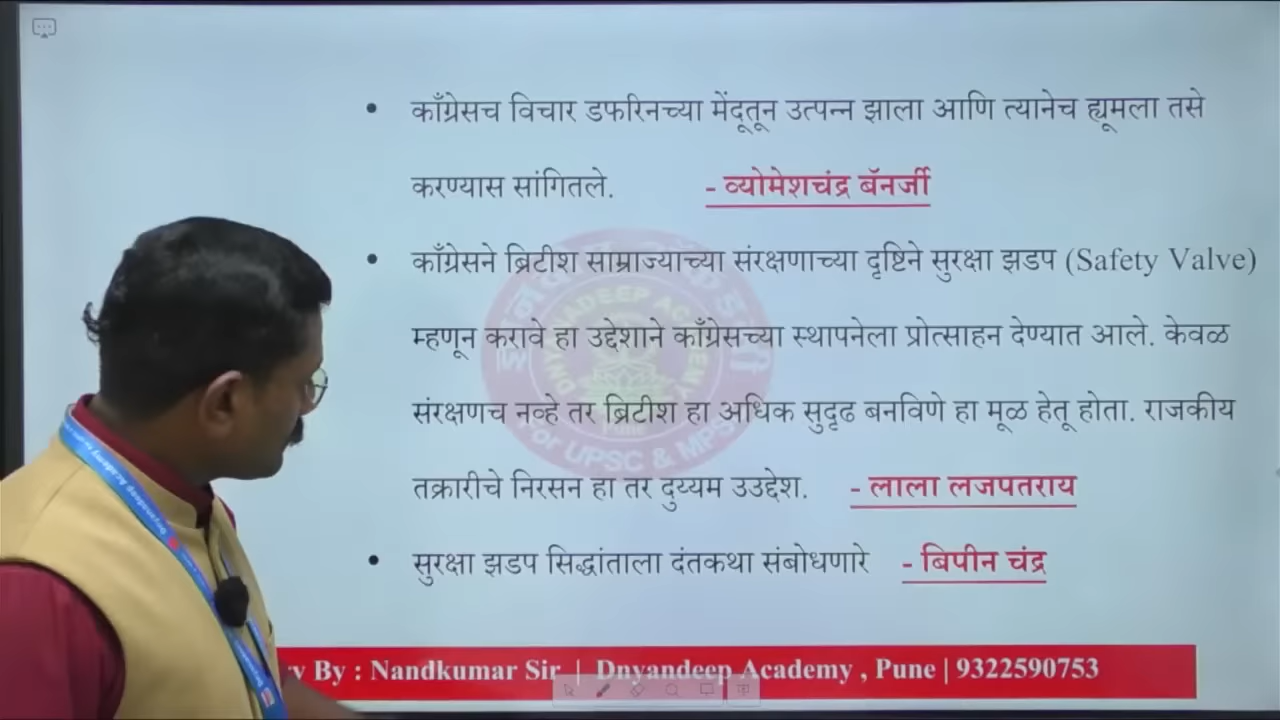 काँग्रेसच विचार डफरिनच्या मेंदूतून उत्पन्न झाला आणि त्यानेच ह्यूमला तसे
करण्यास सांगितले. - व्योमेशचंद्र बॅनर्जी
काँग्रेसने ब्रिटीश साम्राज्याच्या संरक्षणाच्या दृष्टिने सुरक्षा झडप (Safety Valve)
म्हणून करावे हा उद्देशाने काँग्रेसच्या स्थापनेला प्रोत्साहन देण्यात आले. केवळ
संरक्षणच नव्हे तर ब्रिटीश हा अधिक सुदृढ बनविणे हा मूळ हेतू होता. राजकीय
तक्रारीचे निरसन हा तर दुय्यम उउद्देश. - लाला लजपतराय
सुरक्षा झडप सिद्धांताला दंतकथा संबोधणारे - बिपीन चंद्र
By : Nandkumar Sir | Dnyandeep Academy , Pune | 9322590753